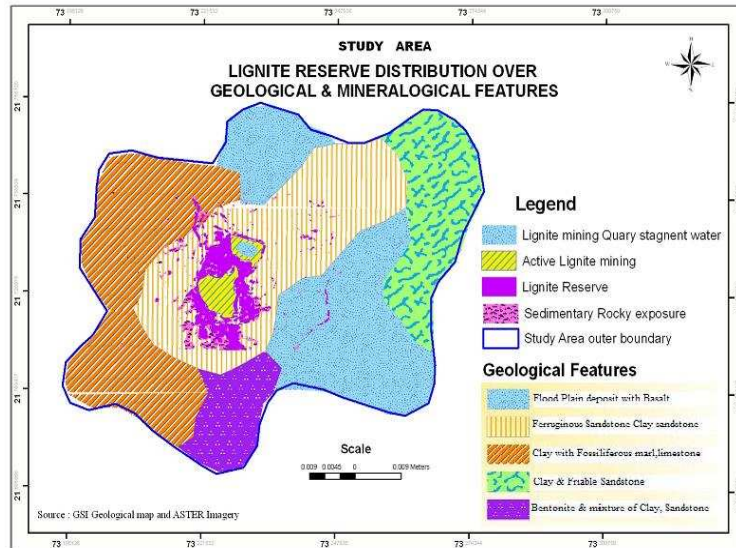 STUDY AREA
LIGNITE RESERVE DISTRIBUTION OVER
GEOLOGICAL & MINERALOGICAL FEATURES
N
Legend
Lignite mining Quary stagnent water
Active Lignite mining
Lignite Reserve
Sedimentary Rocky exposure
Study Area outer boundary
Geological Features
Flood Plain deposit with Basalt
Ferruginous Sandstone Clay sandstone
Clay with Fossiliferous marl,limestone
Clay & Friable Sandstone
Bentonite & mixture of Clay, Sandstone
Scale
0.009 0.0045 0 0.009 Meters
Source : GSI Geological map and ASTER Imagery